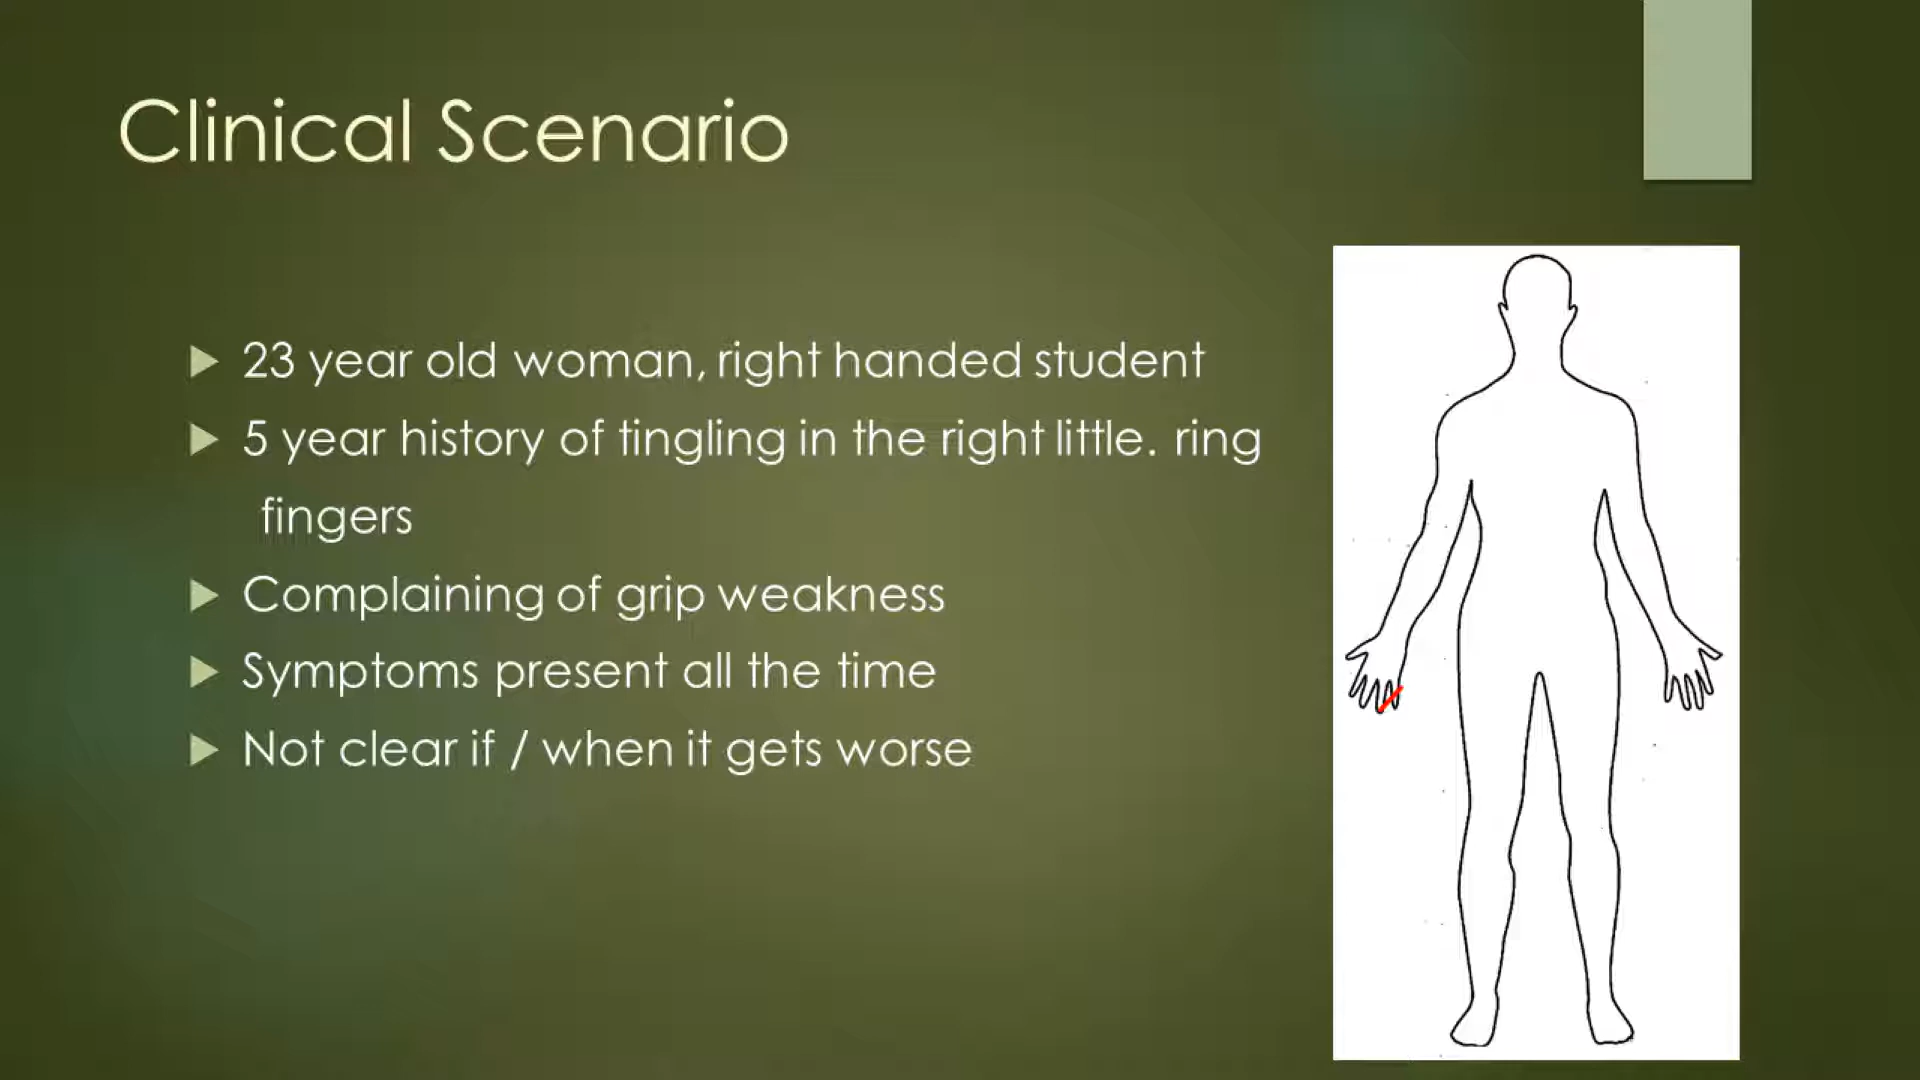 Clinical Scenario
23 year old woman, right handed student
5 year history of tingling in the right little. ring
fingers
Complaining of grip weakness
Symptoms present all the time
Not clear if / when it gets worse